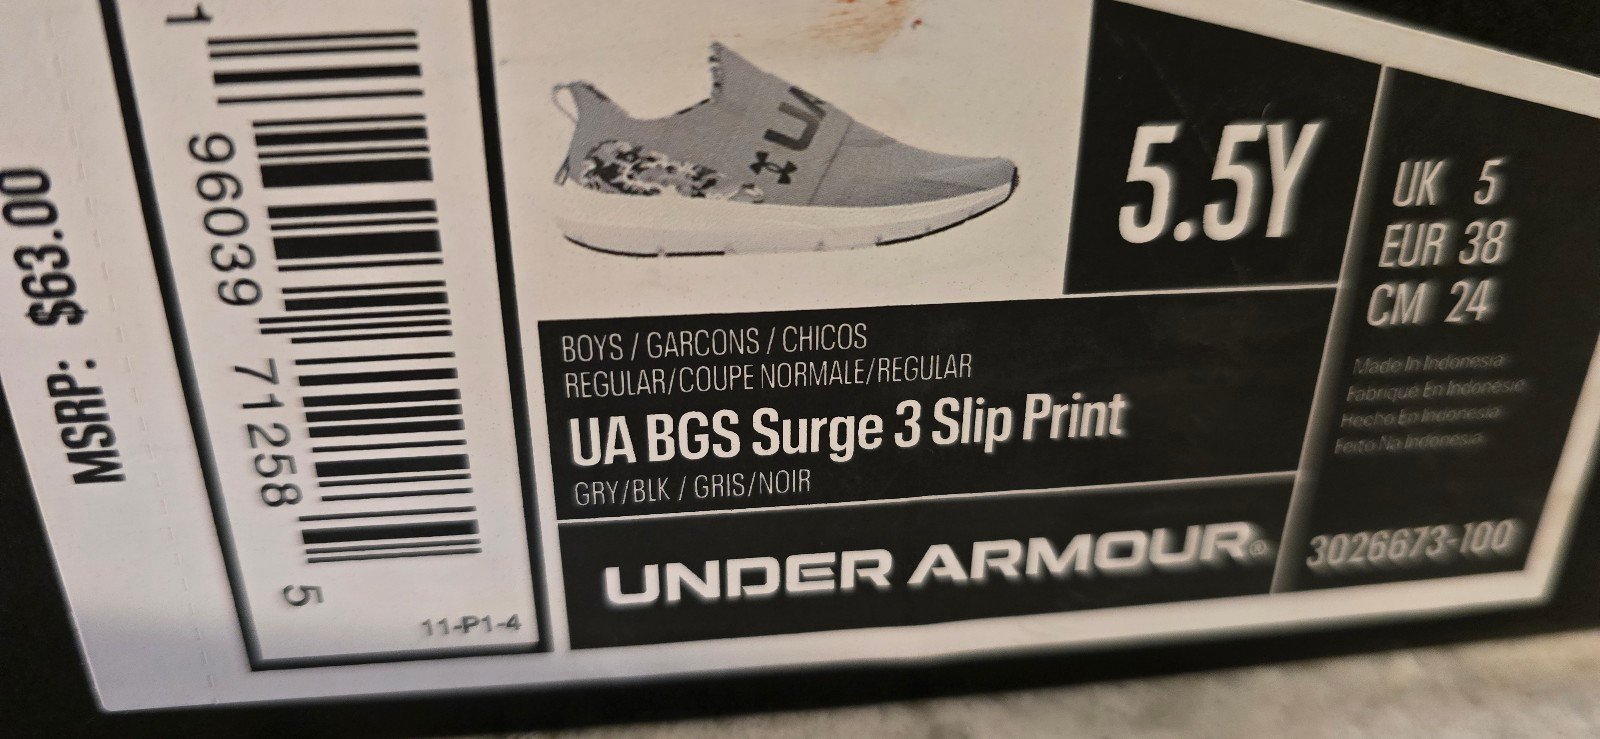 MSRP: $63.00
1 96039 71258 5
11-P1-4
UA
5.5Y
UK 5
EUR 38
CM 24
Made In Indonesia
Fabriqué En Indonésie
Hecho En Indonesia
Feito Na Indonesia
BOYS / GARCONS / CHICOS
REGULAR/COUPE NORMALE/REGULAR
UA BGS Surge 3 Slip Print
GRY/BLK / GRIS/NOIR
UNDER ARMOUR®
3026673-100